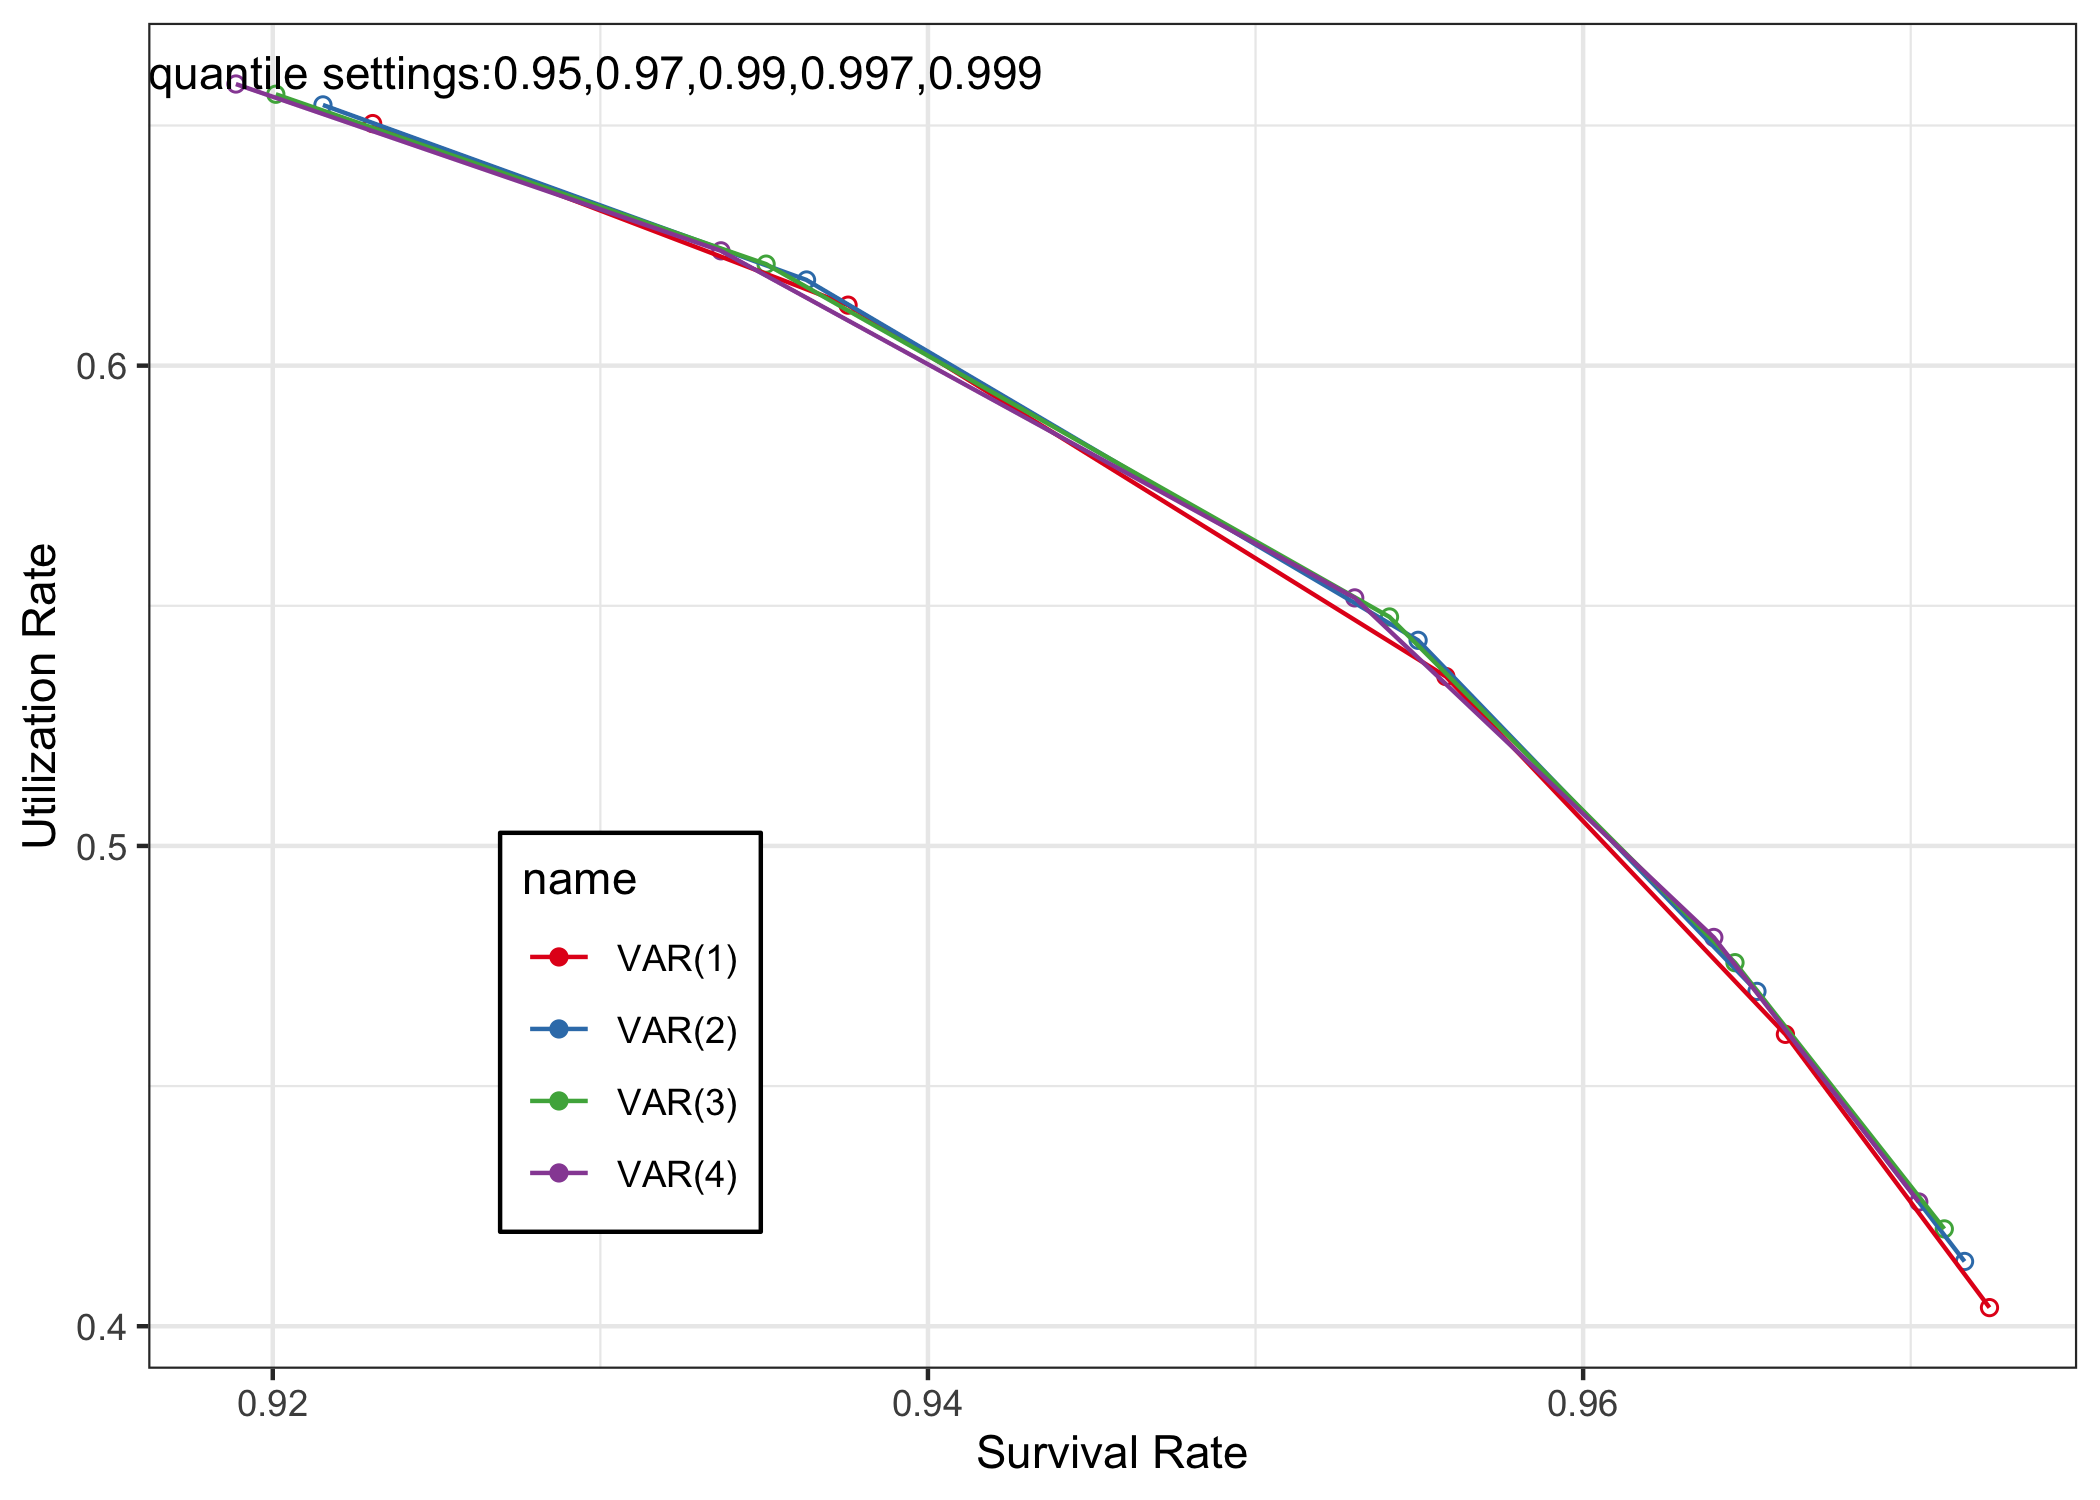 quantile settings:0.95,0.97,0.99,0.997,0.999
Utilization Rate
0.6
0.5
0.4
name
VAR(1)
VAR(2)
VAR(3)
VAR(4)
0.92
0.94
0.96
Survival Rate